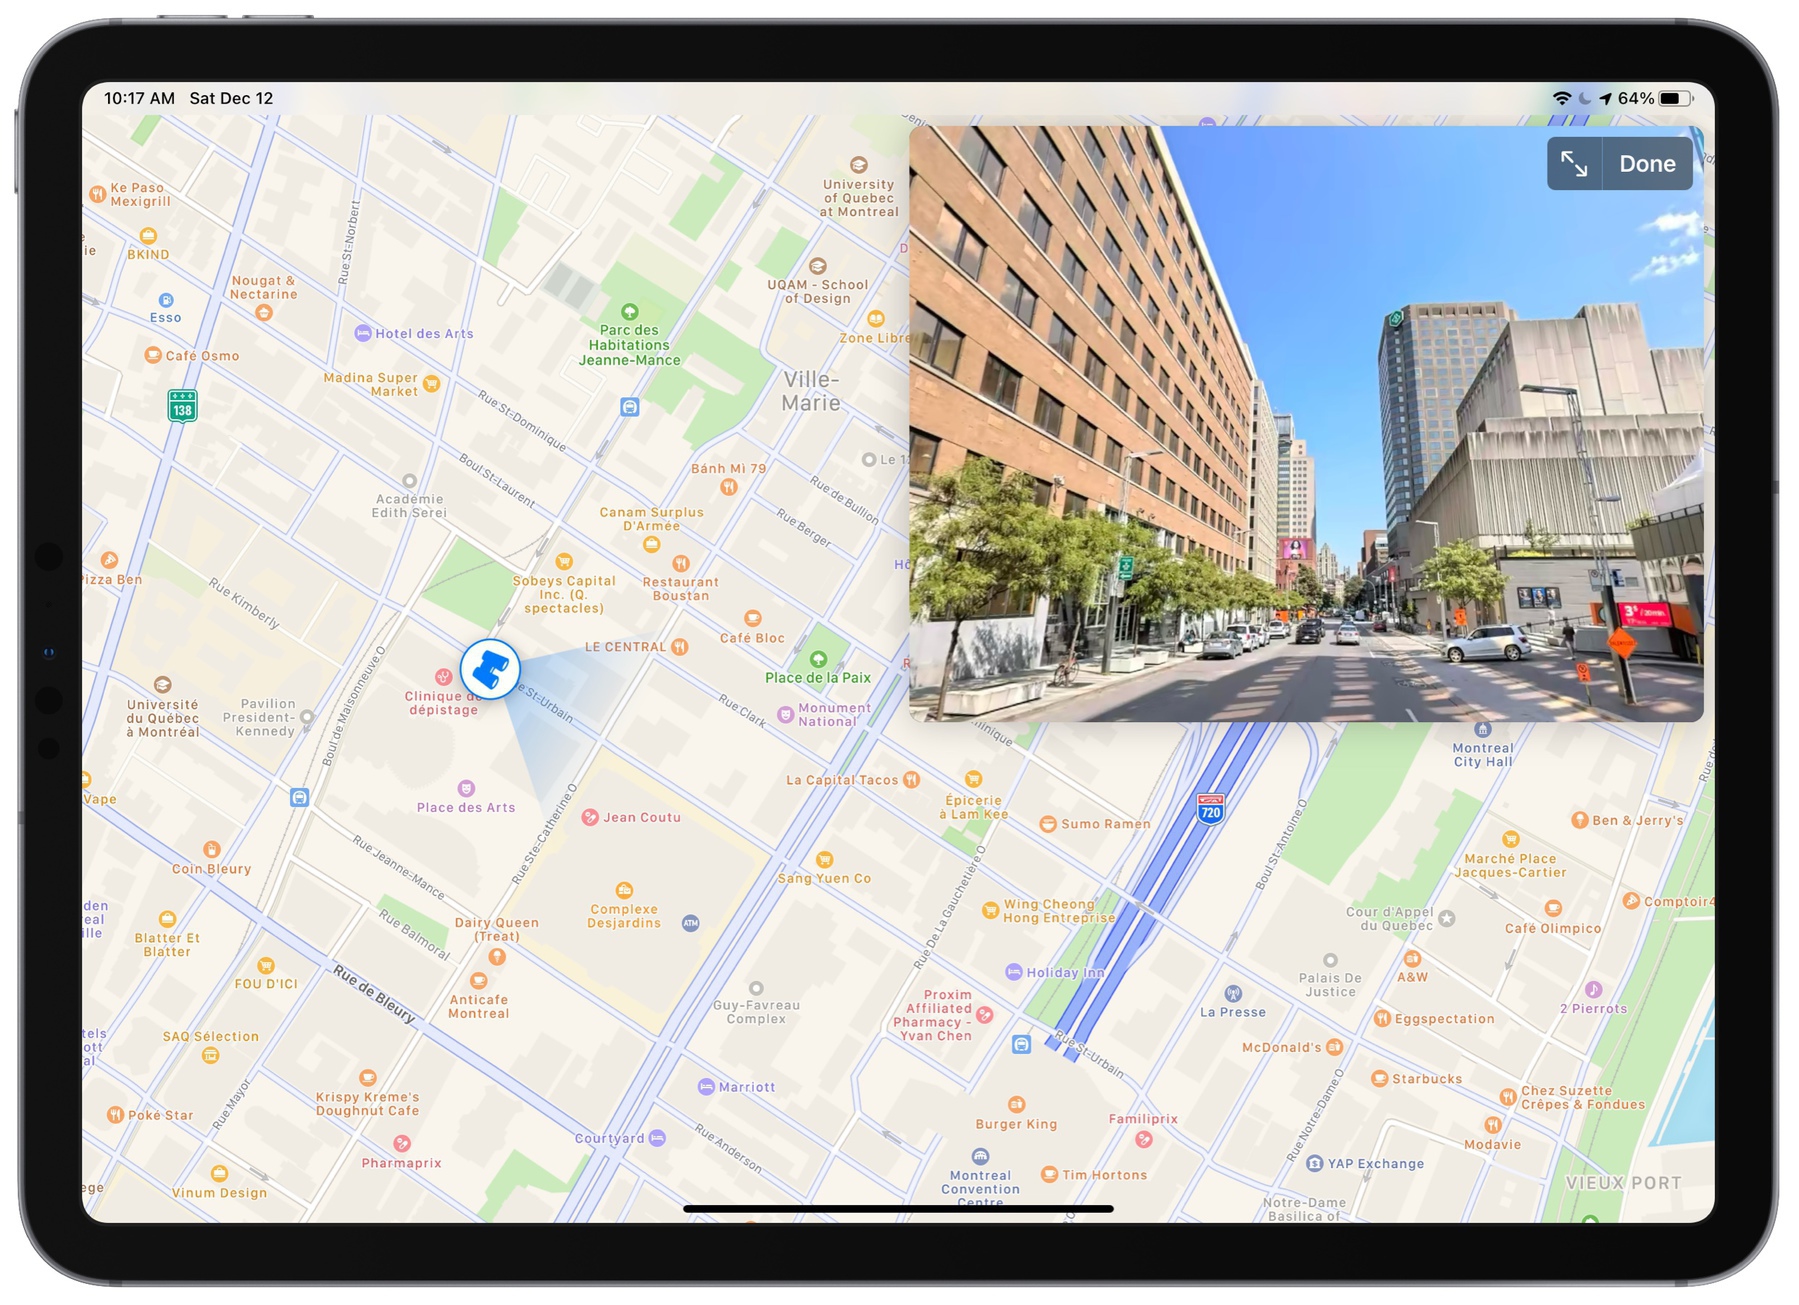 10:17 AM Sat Dec 12
64%
Done
Ke Paso
Mexigrill
BKIND
Nougat &
Nectarine
Esso
Café Osmo
138
Rue St-Norbert
Hotel des Arts
Madina Super
Market
University
of Quebec
at Montreal
UQAM - School
of Design
Zone Libre
Parc des
Habitations
Jeanne-Mance
Ville-
Marie
Rue St-Dominique
Boul St-Laurent
Bánh Mì 79
Rue de Bullion
Rue Berger
Académie
Edith Serei
Canam Surplus
D'Armée
Sobeys Capital
Inc. (Q.
spectacles)
Restaurant
Boustan
Pizza Ben
Rue Kimberly
Café Bloc
LE CENTRAL
Place de la Paix
Clinique de
dépistage
Rue Clark
Monument
National
Université
du Québec
à Montréal
Pavilion
President-
Kennedy
Boul de Maisonneuve O
Place des Arts
Rue Ste-Catherine O
Jean Coutu
La Capital Tacos
Épicerie
à Lam Kee
Sumo Ramen
720
Boul St-Antoine O
Montreal
City Hall
Ben & Jerry's
Marché Place
Jacques-Cartier
Vape
Coin Bleury
Rue Jeanne-Mance
Sang Yuen Co
Complexe
Desjardins
ATM
Wing Cheong
Hong Entreprise
Rue De La Gauchetière O
Cour d'Appel
du Quebec
Café Olimpico
Comptoir
Blatter Et
Blatter
Rue Balmoral
Dairy Queen
(Treat)
FOU D'ICI
Rue de Bleury
Anticafe
Montreal
Guy-Favreau
Complex
Holiday Inn
Palais De
Justice
A&W
Proxim
Affiliated
Pharmacy -
Yvan Chen
La Presse
2 Pierrots
Eggspectation
SAQ Sélection
Rue St-Urbain
McDonald's
Starbucks
Rue Notre-Dame O
Chez Suzette
Crêpes & Fondues
Krispy Kreme's
Doughnut Cafe
Rue Mayor
Marriott
Poké Star
Burger King
Familiprix
Modavie
Courtyard
Rue Anderson
Pharmaprix
Vinum Design
Montreal
Convention
Centre
Tim Hortons
YAP Exchange
VIEUX PORT
Notre-Dame
Basilica of